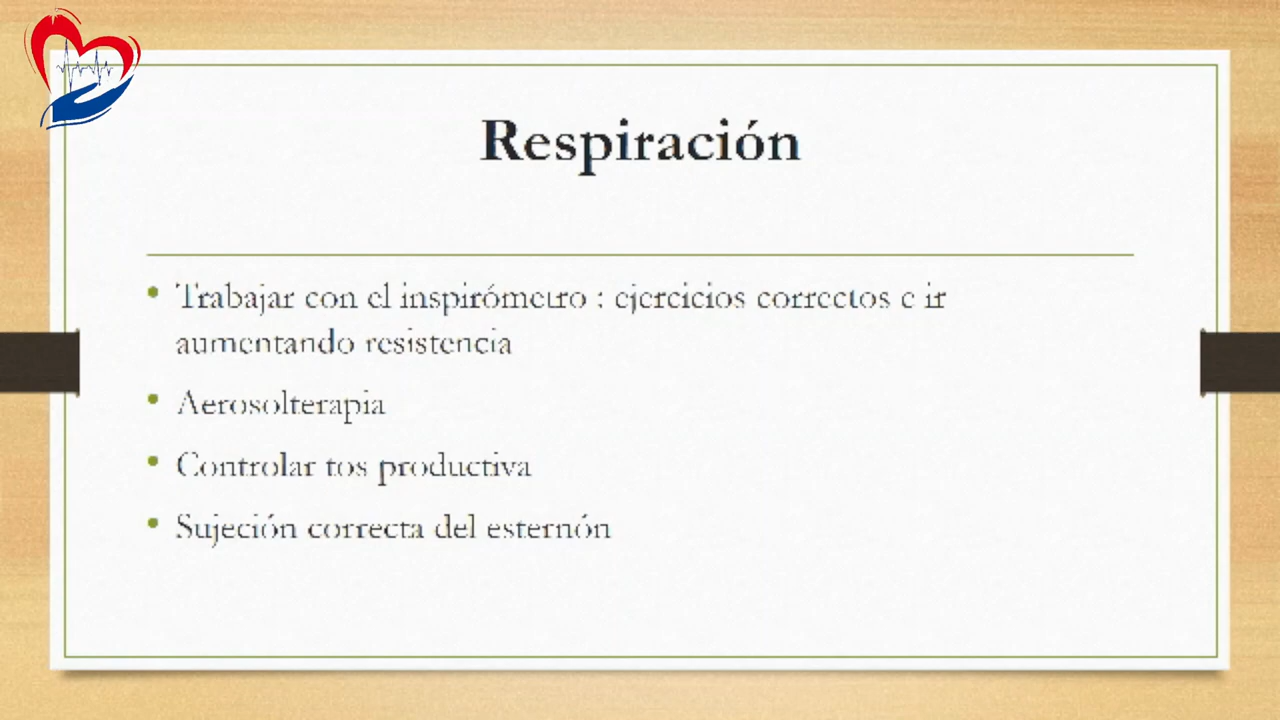 Respiración
• Trabajar con el inspirómetro : ejercicios correctos e ir
aumentando resistencia
• Aerosolterapia
• Controlar tos productiva
• Sujeción correcta del esternón